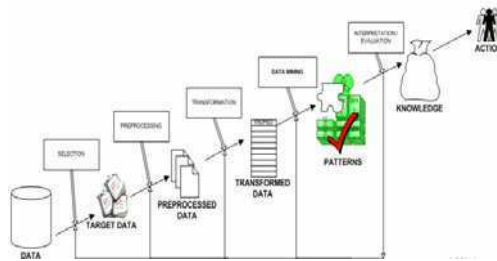 INTERPRETATION/
EVALUATION
ACTION
DATA MINING
KNOWLEDGE
TRANSFORMATION
PATTERNS
PREPROCESSING
TRANSFORMED
DATA
SELECTION
PREPROCESSED
DATA
TARGET DATA
DATA